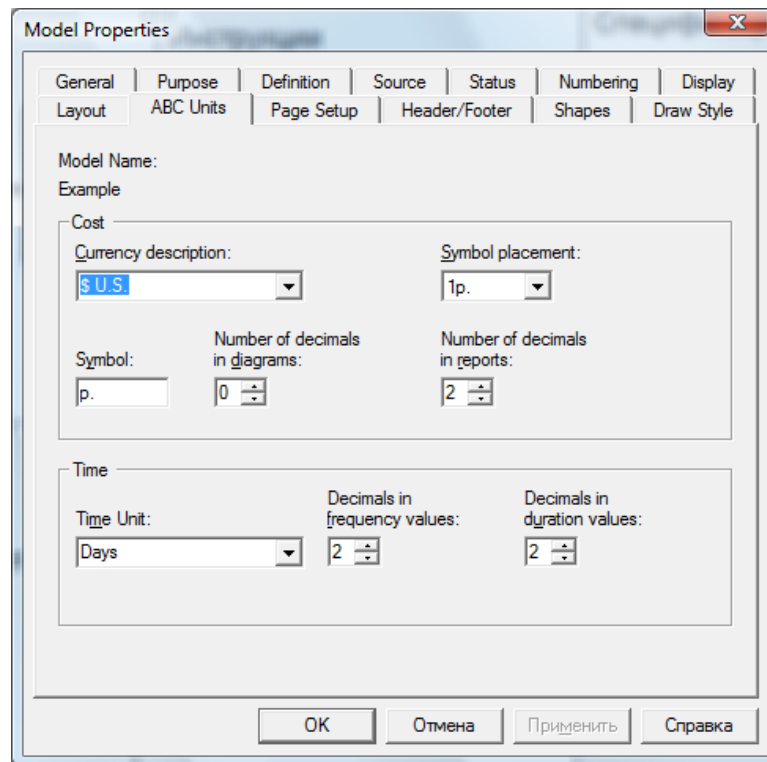 Model Properties
General Purpose Definition Source Status Numbering Display
Layout ABC Units Page Setup Header/Footer Shapes Draw Style
Model Name:
Example
Cost
Currency description: Symbol placement:
$ U.S. 1р.
Number of decimals Number of decimals
Symbol: in diagrams: in reports:
р. 0 2
Time
Decimals in Decimals in
Time Unit: frequency values: duration values:
Days 2 2
OK Отмена Применить Справка